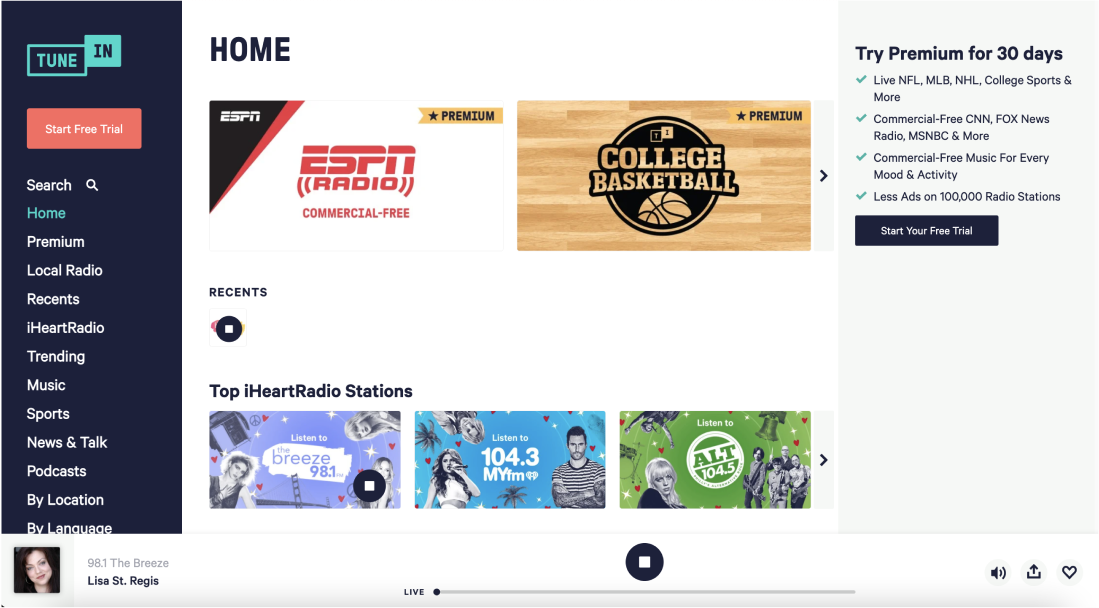 TUNE IN
Start Free Trial
Search
Home
Premium
Local Radio
Recents
iHeartRadio
Trending
Music
Sports
News & Talk
Podcasts
By Location
By Language
HOME
ESPN
★ PREMIUM
ESPN
RADIO
COMMERCIAL-FREE
★ PREMIUM
T I
COLLEGE
BASKETBALL
RECENTS
Top iHeartRadio Stations
Listen to
the
breeze
98.1 FM
Listen to
104.3
MYfm
Listen to
ALT
104.5
Try Premium for 30 days
Live NFL, MLB, NHL, College Sports &
More
Commercial-Free CNN, FOX News
Radio, MSNBC & More
Commercial-Free Music For Every
Mood & Activity
Less Ads on 100,000 Radio Stations
Start Your Free Trial
98.1 The Breeze
Lisa St. Regis
LIVE